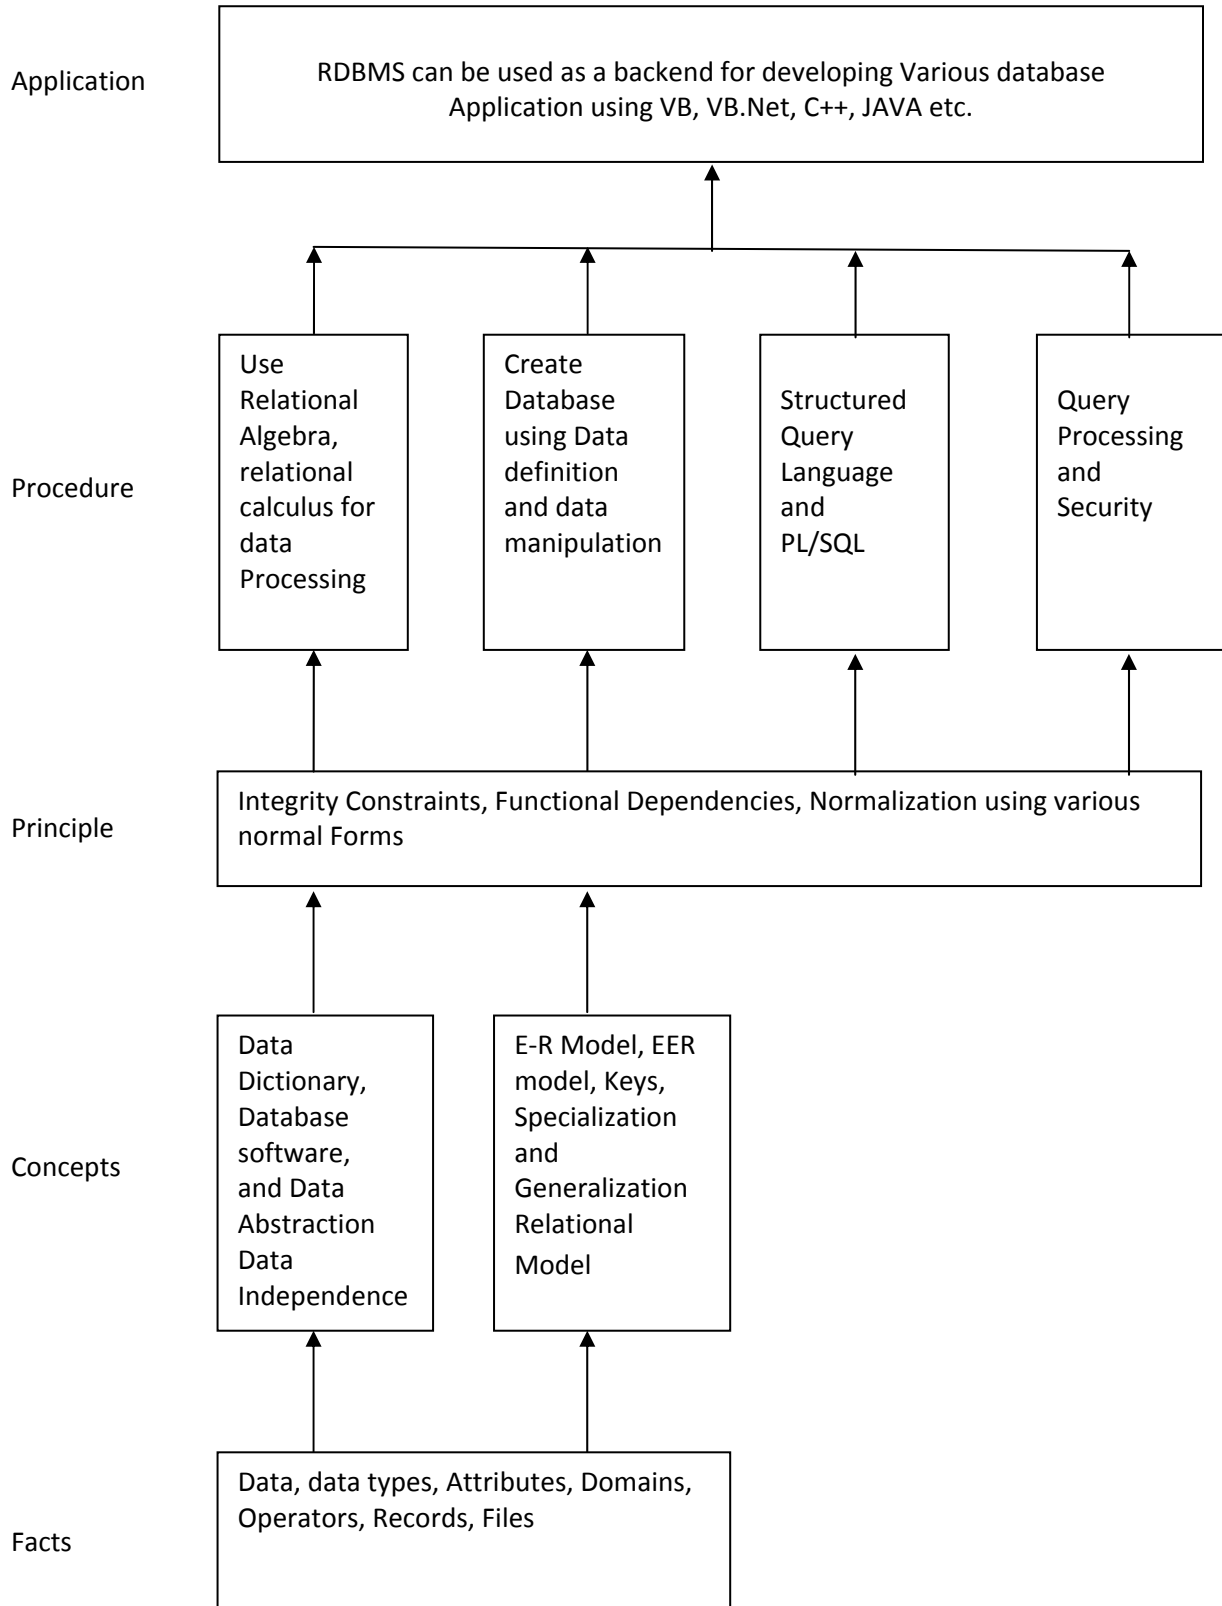 Application
RDBMS can be used as a backend for developing Various database
Application using VB, VB.Net, C++, JAVA etc.
Procedure
Use
Relational
Algebra,
relational
calculus for
data
Processing
Create
Database
using Data
definition
and data
manipulation
Structured
Query
Language
and
PL/SQL
Query
Processing
and
Security
Principle
Integrity Constraints, Functional Dependencies, Normalization using various
normal Forms
Concepts
Data
Dictionary,
Database
software,
and Data
Abstraction
Data
Independence
E-R Model, EER
model, Keys,
Specialization
and
Generalization
Relational
Model
Facts
Data, data types, Attributes, Domains,
Operators, Records, Files